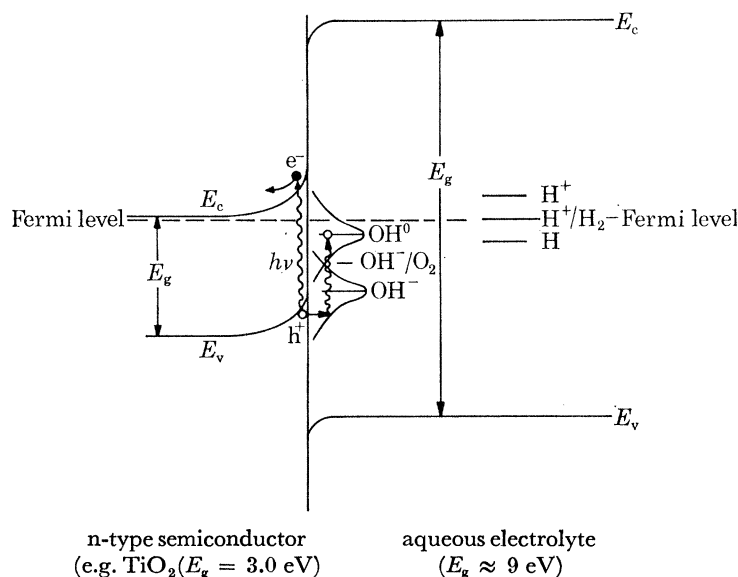 E_c
e⁻
E_g
H⁺
E_c
Fermi level
H⁺/H₂–Fermi level
OH⁰
H
hν
OH⁻/O₂
E_g
OH⁻
h⁺
E_v
E_v
n-type semiconductor
aqueous electrolyte
(e.g. TiO₂(E_g = 3.0 eV)
(E_g ≈ 9 eV)